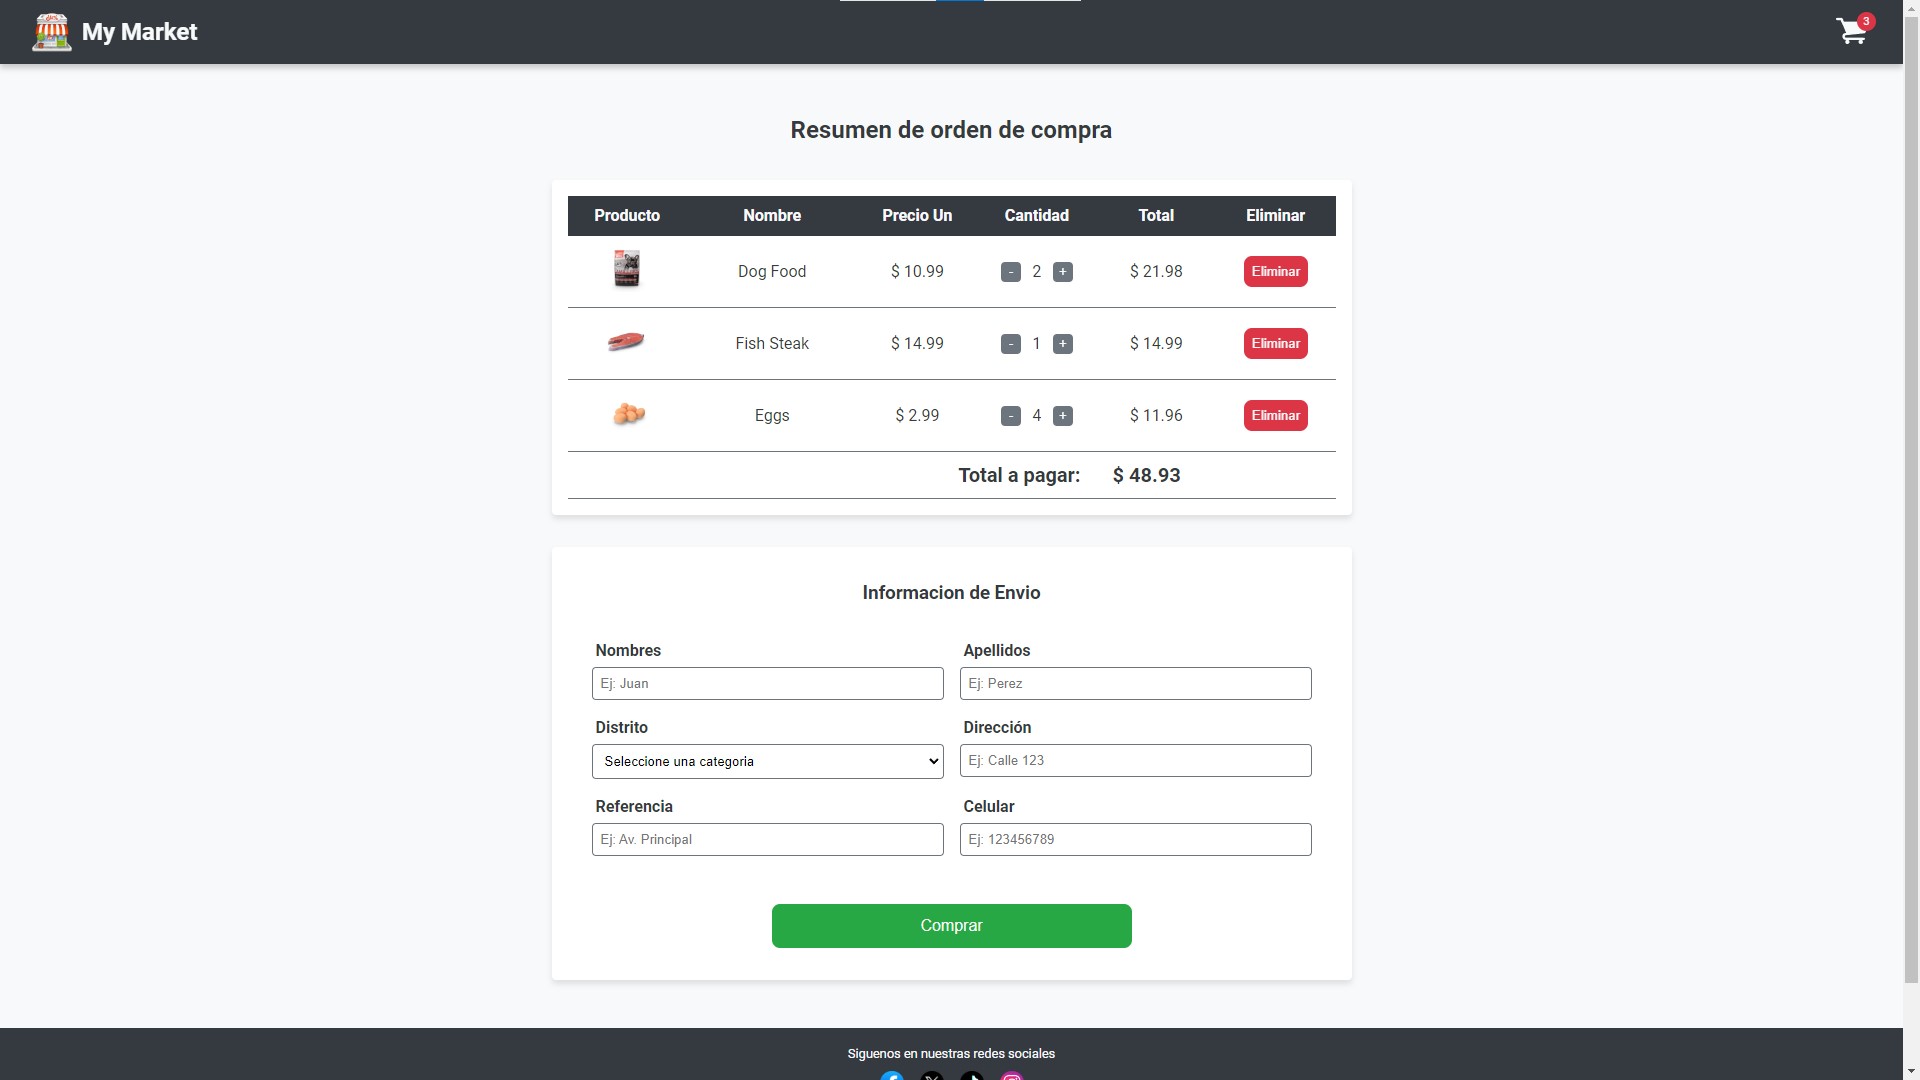 My Market
3
Resumen de orden de compra
Producto Nombre Precio Un Cantidad Total Eliminar
Dog Food $ 10.99 - 2 + $ 21.98 Eliminar
Fish Steak $ 14.99 - 1 + $ 14.99 Eliminar
Eggs $ 2.99 - 4 + $ 11.96 Eliminar
Total a pagar: $ 48.93
Informacion de Envio
Nombres Apellidos
Ej: Juan Ej: Perez
Distrito Dirección
Seleccione una categoria Ej: Calle 123
Referencia Celular
Ej: Av. Principal Ej: 123456789
Comprar
Siguenos en nuestras redes sociales